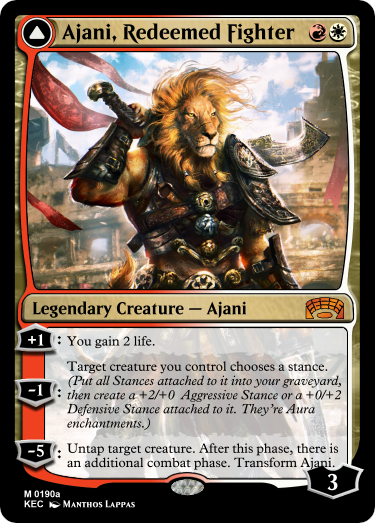 Ajani, Redeemed Fighter
Legendary Creature — Ajani
+1: You gain 2 life.
Target creature you control chooses a stance.
(Put all Stances attached to it into your graveyard,
-1: then create a +2/+0 Aggressive Stance or a +0/+2
Defensive Stance attached to it. They're Aura
enchantments.)
-5: Untap target creature. After this phase, there is
an additional combat phase. Transform Ajani.
3
M 0190a
KEC Manthos Lappas